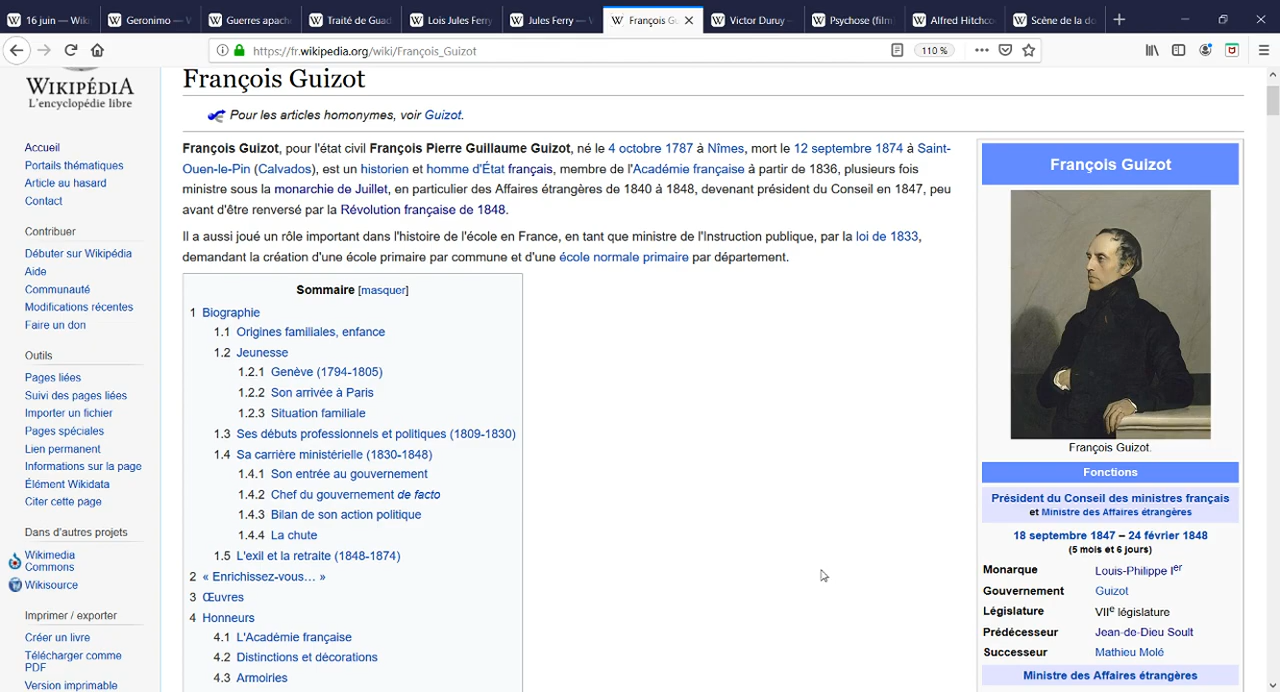 16 juin — Wik
Geronimo — W
Guerres apach
Traité de Guad
Lois Jules Ferry
Jules Ferry — W
François Gu
Victor Duruy
Psychose (film
Alfred Hitchco
Scène de la do
https://fr.wikipedia.org/wiki/François_Guizot
110 %
WIKIPÉDIA
L'encyclopédie libre
Accueil
Portails thématiques
Article au hasard
Contact
Contribuer
Débuter sur Wikipédia
Aide
Communauté
Modifications récentes
Faire un don
Outils
Pages liées
Suivi des pages liées
Importer un fichier
Pages spéciales
Lien permanent
Informations sur la page
Élément Wikidata
Citer cette page
Dans d'autres projets
Wikimedia
Commons
Wikisource
Imprimer / exporter
Créer un livre
Télécharger comme
PDF
Version imprimable
François Guizot
Pour les articles homonymes, voir Guizot.
François Guizot, pour l'état civil François Pierre Guillaume Guizot, né le 4 octobre 1787 à Nîmes, mort le 12 septembre 1874 à Saint-
Ouen-le-Pin (Calvados), est un historien et homme d'État français, membre de l'Académie française à partir de 1836, plusieurs fois
ministre sous la monarchie de Juillet, en particulier des Affaires étrangères de 1840 à 1848, devenant président du Conseil en 1847, peu
avant d'être renversé par la Révolution française de 1848.
Il a aussi joué un rôle important dans l'histoire de l'école en France, en tant que ministre de l'Instruction publique, par la loi de 1833,
demandant la création d'une école primaire par commune et d'une école normale primaire par département.
Sommaire [masquer]
1 Biographie
1.1 Origines familiales, enfance
1.2 Jeunesse
1.2.1 Genève (1794-1805)
1.2.2 Son arrivée à Paris
1.2.3 Situation familiale
1.3 Ses débuts professionnels et politiques (1809-1830)
1.4 Sa carrière ministérielle (1830-1848)
1.4.1 Son entrée au gouvernement
1.4.2 Chef du gouvernement de facto
1.4.3 Bilan de son action politique
1.4.4 La chute
1.5 L'exil et la retraite (1848-1874)
2 « Enrichissez-vous… »
3 Œuvres
4 Honneurs
4.1 L'Académie française
4.2 Distinctions et décorations
4.3 Armoiries
François Guizot
François Guizot.
Fonctions
Président du Conseil des ministres français
et Ministre des Affaires étrangères
18 septembre 1847 – 24 février 1848
(5 mois et 6 jours)
Monarque Louis-Philippe Ier
Gouvernement Guizot
Législature VIIe législature
Prédécesseur Jean-de-Dieu Soult
Successeur Mathieu Molé
Ministre des Affaires étrangères